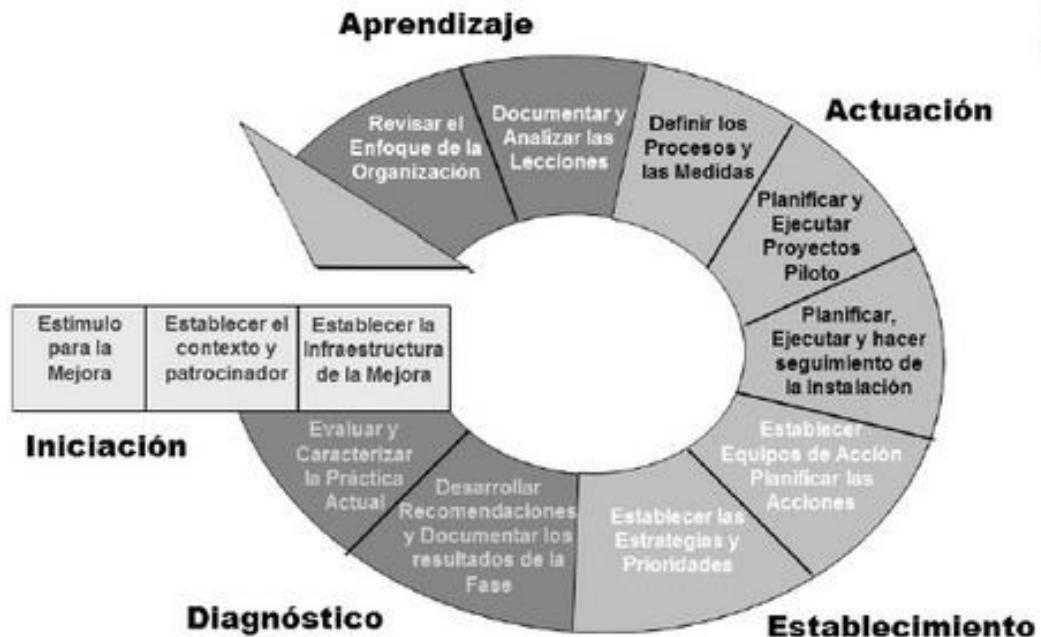 Aprendizaje
Revisar el
Enfoque de la
Organización
Documentar y
Analizar las
Lecciones
Definir los
Procesos y
las Medidas
Actuación
Planificar y
Ejecutar
Proyectos
Piloto
Planificar,
Ejecutar y hacer
seguimiento de
la Instalación
Estimulo
para la
Mejora
Establecer el
contexto y
patrocinador
Establecer la
Infraestructura
de la Mejora
Iniciación
Evaluar y
Caracterizar
la Práctica
Actual
Desarrollar
Recomendaciones
y Documentar los
resultados de la
Fase
Establecer las
Estrategias y
Prioridades
Establecer
Equipos de Acción
Planificar las
Acciones
Diagnóstico
Establecimiento